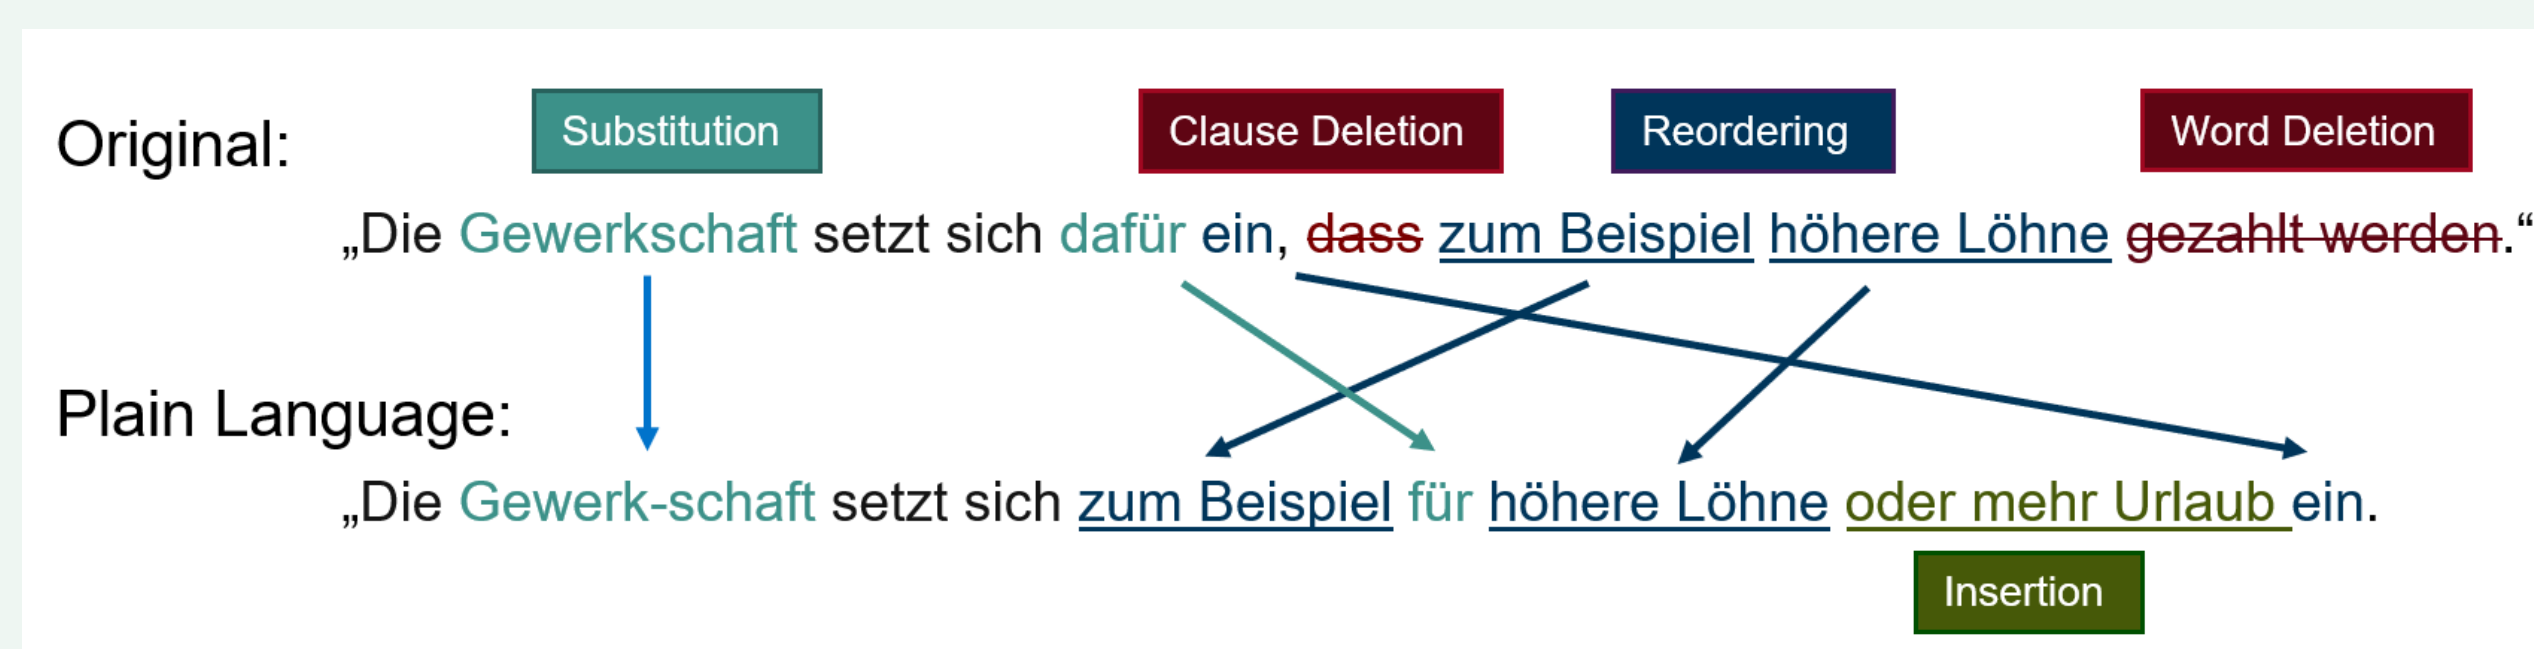 Substitution Clause Deletion Reordering Word Deletion
Original:
„Die Gewerkschaft setzt sich dafür ein, dass zum Beispiel höhere Löhne gezahlt werden.“
Plain Language:
„Die Gewerk-schaft setzt sich zum Beispiel für höhere Löhne oder mehr Urlaub ein.
Insertion